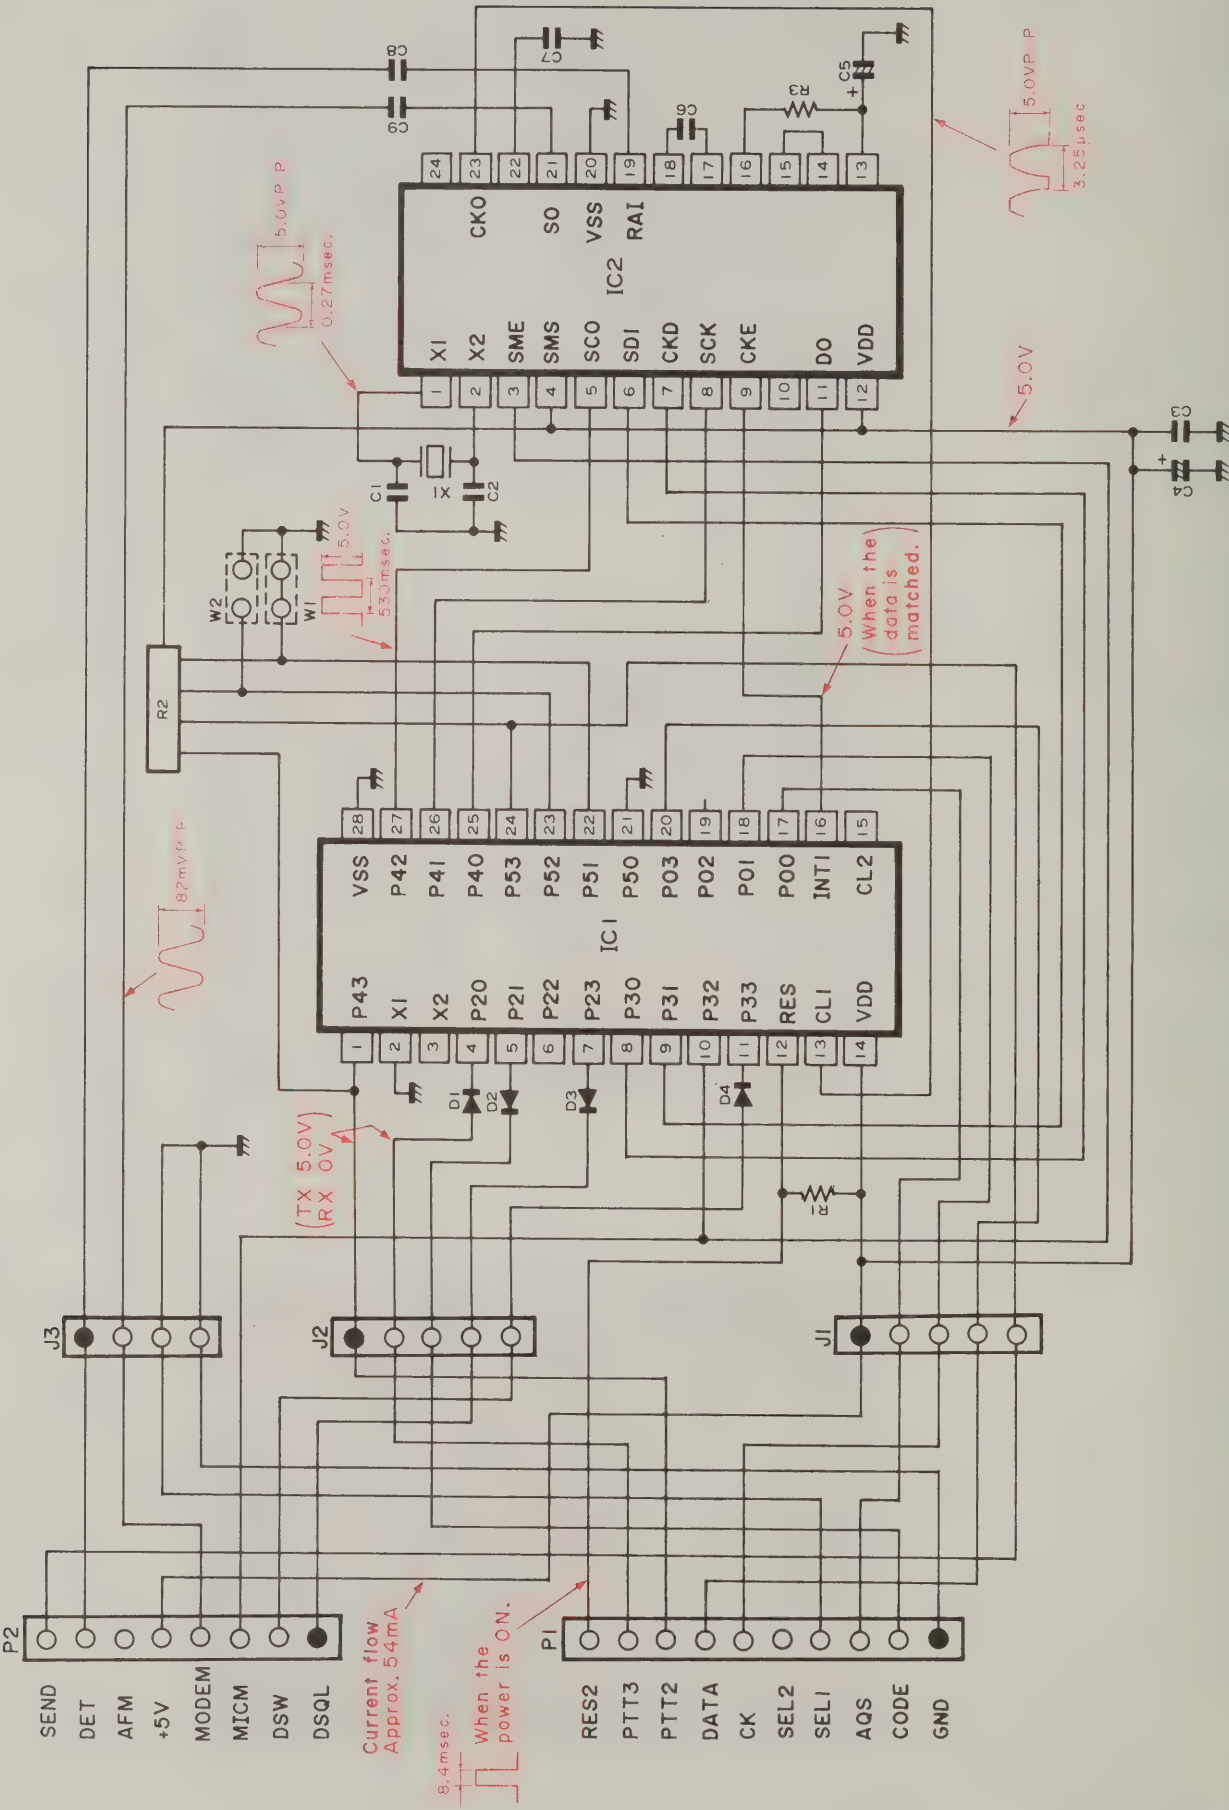 C8
C9
C7
C6
R3
C5
+
5.0VP P
3.25µsec
24
23
22
21
20
19
18
17
16
15
14
13
CKO
SO
VSS
RAI
IC2
X1
X2
SME
SMS
SCO
SDI
CKD
SCK
CKE
DO
VDD
1
2
3
4
5
6
7
8
9
10
11
12
5.0VP P
0.27msec.
5.0V
C1
1X
C2
C3
C4
+
W2
W1
5.0V
530msec.
R2
5.0V
(When the
data is
matched.)
82mVP P
28
27
26
25
24
23
22
21
20
19
18
17
16
15
VSS
P42
P41
P40
P53
P52
P51
P50
P03
P02
P01
P00
INT1
CL2
IC1
P43
X1
X2
P20
P21
P22
P23
P30
P31
P32
P33
RES
CL1
VDD
1
2
3
4
5
6
7
8
9
10
11
12
13
14
D1
D2
D3
D4
R1
(TX 5.0V)
(RX 0V)
J3
J2
J1
P2
SEND
DET
AFM
+5V
MODEM
MICM
DSW
DSQL
Current flow
Approx. 54mA
8.4msec.
When the
power is ON.
P1
RES2
PTT3
PTT2
DATA
CK
SEL2
SEL1
AQS
CODE
GND